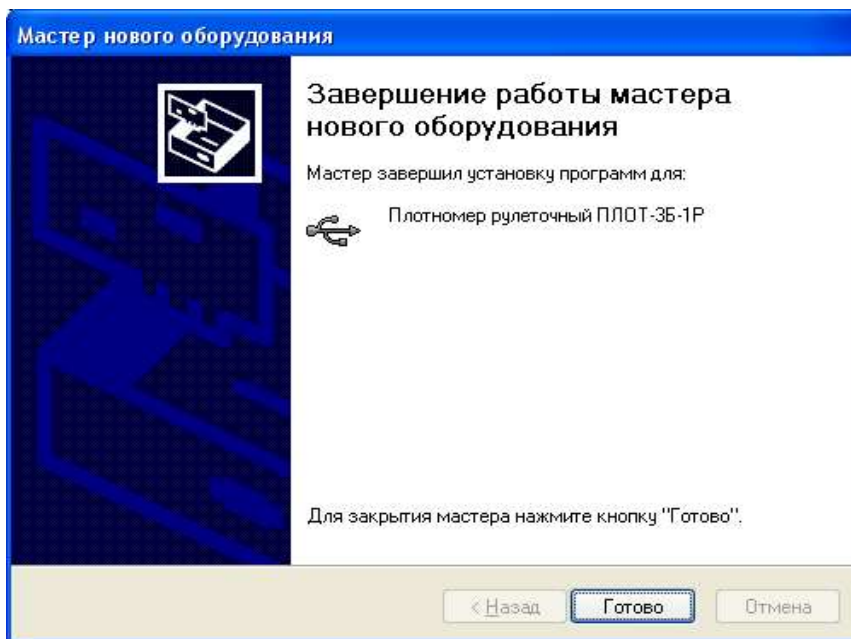 Мастер нового оборудования
Завершение работы мастера
нового оборудования
Мастер завершил установку программ для:
Плотномер рулеточный ПЛОТ-3Б-1Р
Для закрытия мастера нажмите кнопку "Готово".
< Назад
Готово
Отмена